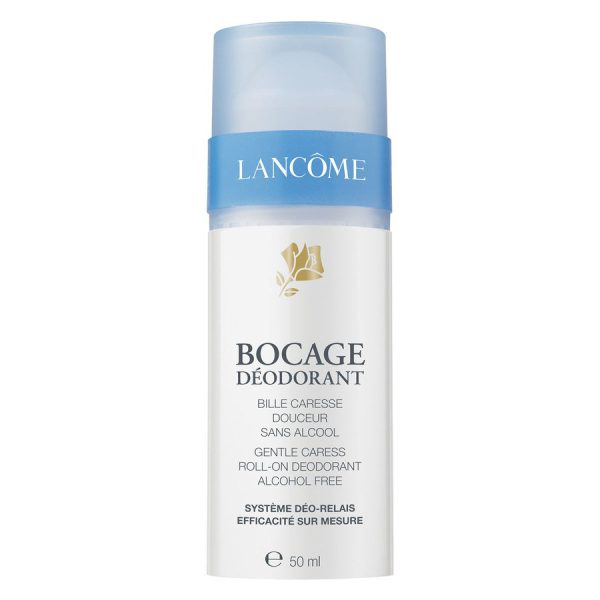 LANCÔME
BOCAGE
DÉODORANT
BILLE CARESSE
DOUCEUR
SANS ALCOOL
GENTLE CARESS
ROLL-ON DEODORANT
ALCOHOL FREE
SYSTÈME DÉO-RELAIS
EFFICACITÉ SUR MESURE
℮ 50 ml